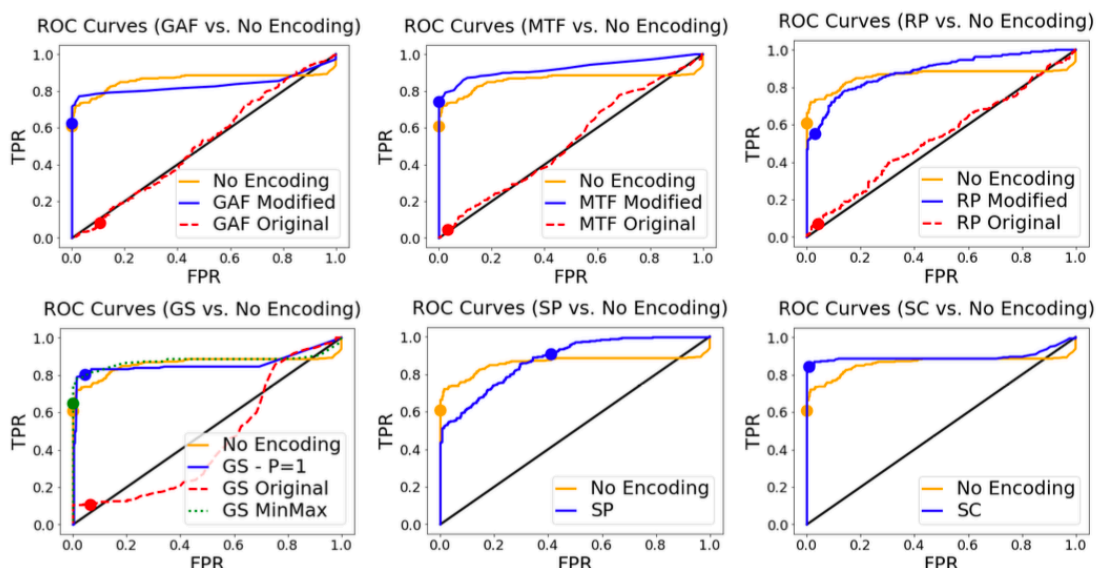 ROC Curves (GAF vs. No Encoding)
1.0
0.8
0.6
0.4
0.2
0.0
TPR
No Encoding
GAF Modified
GAF Original
0.0 0.2 0.4 0.6 0.8 1.0
FPR
ROC Curves (MTF vs. No Encoding)
1.0
0.8
0.6
0.4
0.2
0.0
TPR
No Encoding
MTF Modified
MTF Original
0.0 0.2 0.4 0.6 0.8 1.0
FPR
ROC Curves (RP vs. No Encoding)
1.0
0.8
0.6
0.4
0.2
0.0
TPR
No Encoding
RP Modified
RP Original
0.0 0.2 0.4 0.6 0.8 1.0
FPR
ROC Curves (GS vs. No Encoding)
1.0
0.8
0.6
0.4
0.2
0.0
TPR
No Encoding
GS - P=1
GS Original
GS MinMax
0.0 0.2 0.4 0.6 0.8 1.0
FPR
ROC Curves (SP vs. No Encoding)
1.0
0.8
0.6
0.4
0.2
0.0
TPR
No Encoding
SP
0.0 0.2 0.4 0.6 0.8 1.0
FPR
ROC Curves (SC vs. No Encoding)
1.0
0.8
0.6
0.4
0.2
0.0
TPR
No Encoding
SC
0.0 0.2 0.4 0.6 0.8 1.0
FPR